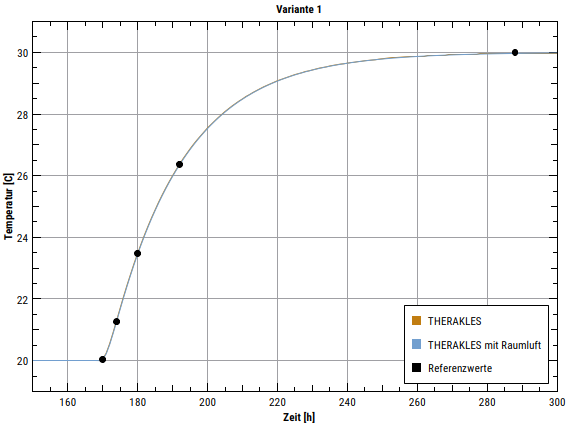 Variante 1
Temperatur [C]
30
28
26
24
22
20
THERAKLES
THERAKLES mit Raumluft
Referenzwerte
160 180 200 220 240 260 280 300
Zeit [h]